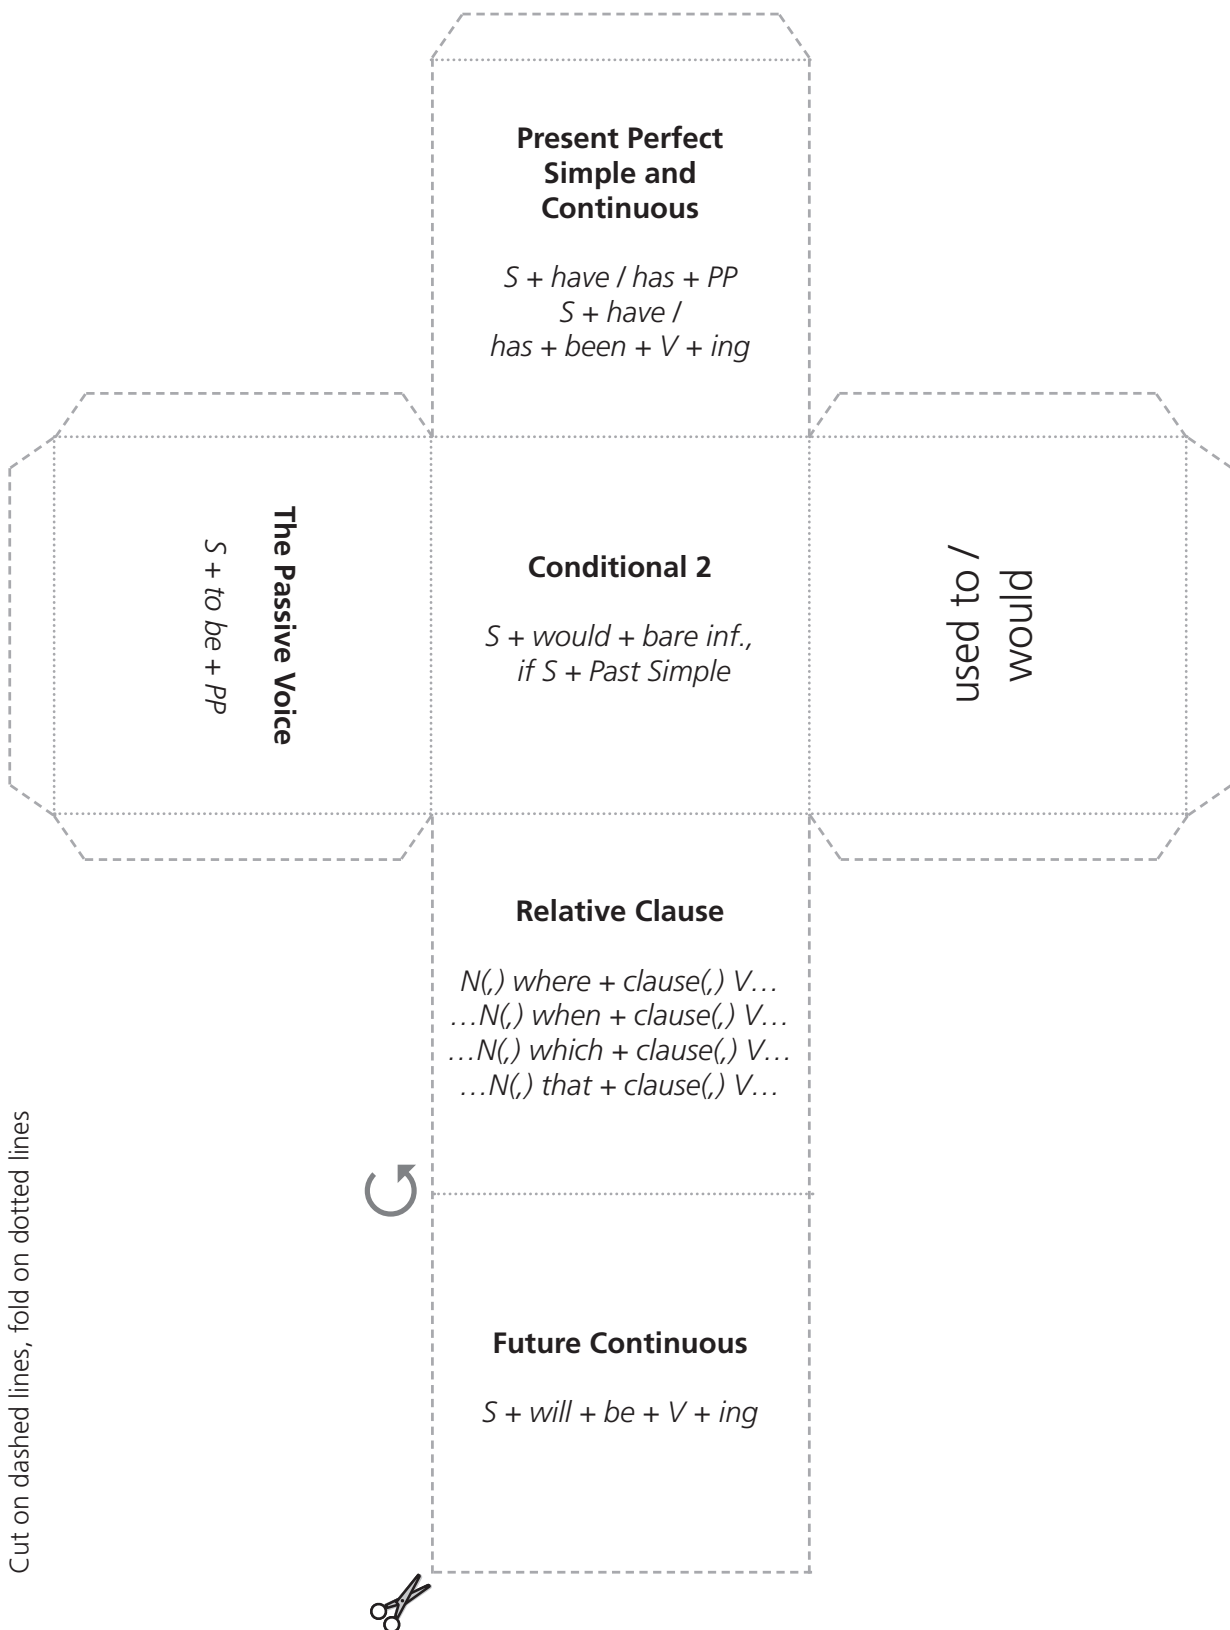 Present Perfect
Simple and
Continuous
S + have / has + PP
S + have /
has + been + V + ing
The Passive Voice
S + to be + PP
Conditional 2
S + would + bare inf.,
if S + Past Simple
used to /
would
Relative Clause
N(,) where + clause(,) V…
…N(,) when + clause(,) V…
…N(,) which + clause(,) V…
…N(,) that + clause(,) V…
Future Continuous
S + will + be + V + ing
Cut on dashed lines, fold on dotted lines